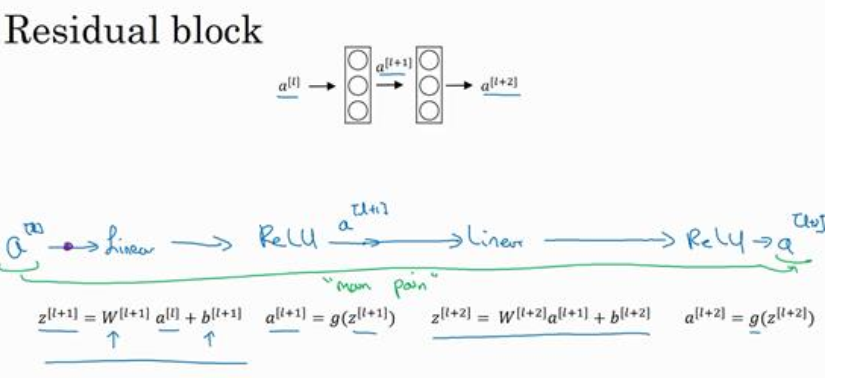 Residual block
a^[l+1]
a^[l] → → → a^[l+2]
a^[l] → Linear → ReLU a^[l+1] → Linear → ReLU → a^[l+2]
"main path"
z^[l+1] = W^[l+1] a^[l] + b^[l+1] a^[l+1] = g(z^[l+1]) z^[l+2] = W^[l+2]a^[l+1] + b^[l+2] a^[l+2] = g(z^[l+2])